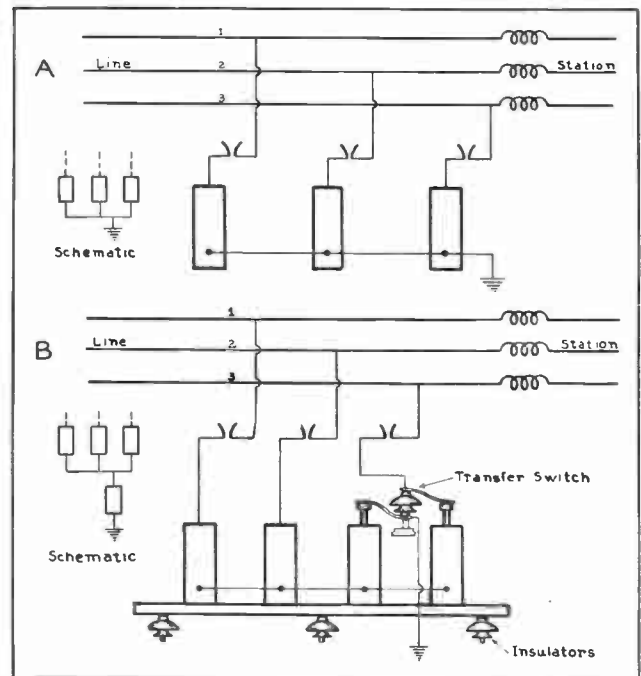 1
A
Line
2
Station
3
Schematic
1
B
Line
2
Station
3
Transfer Switch
Schematic
Insulators